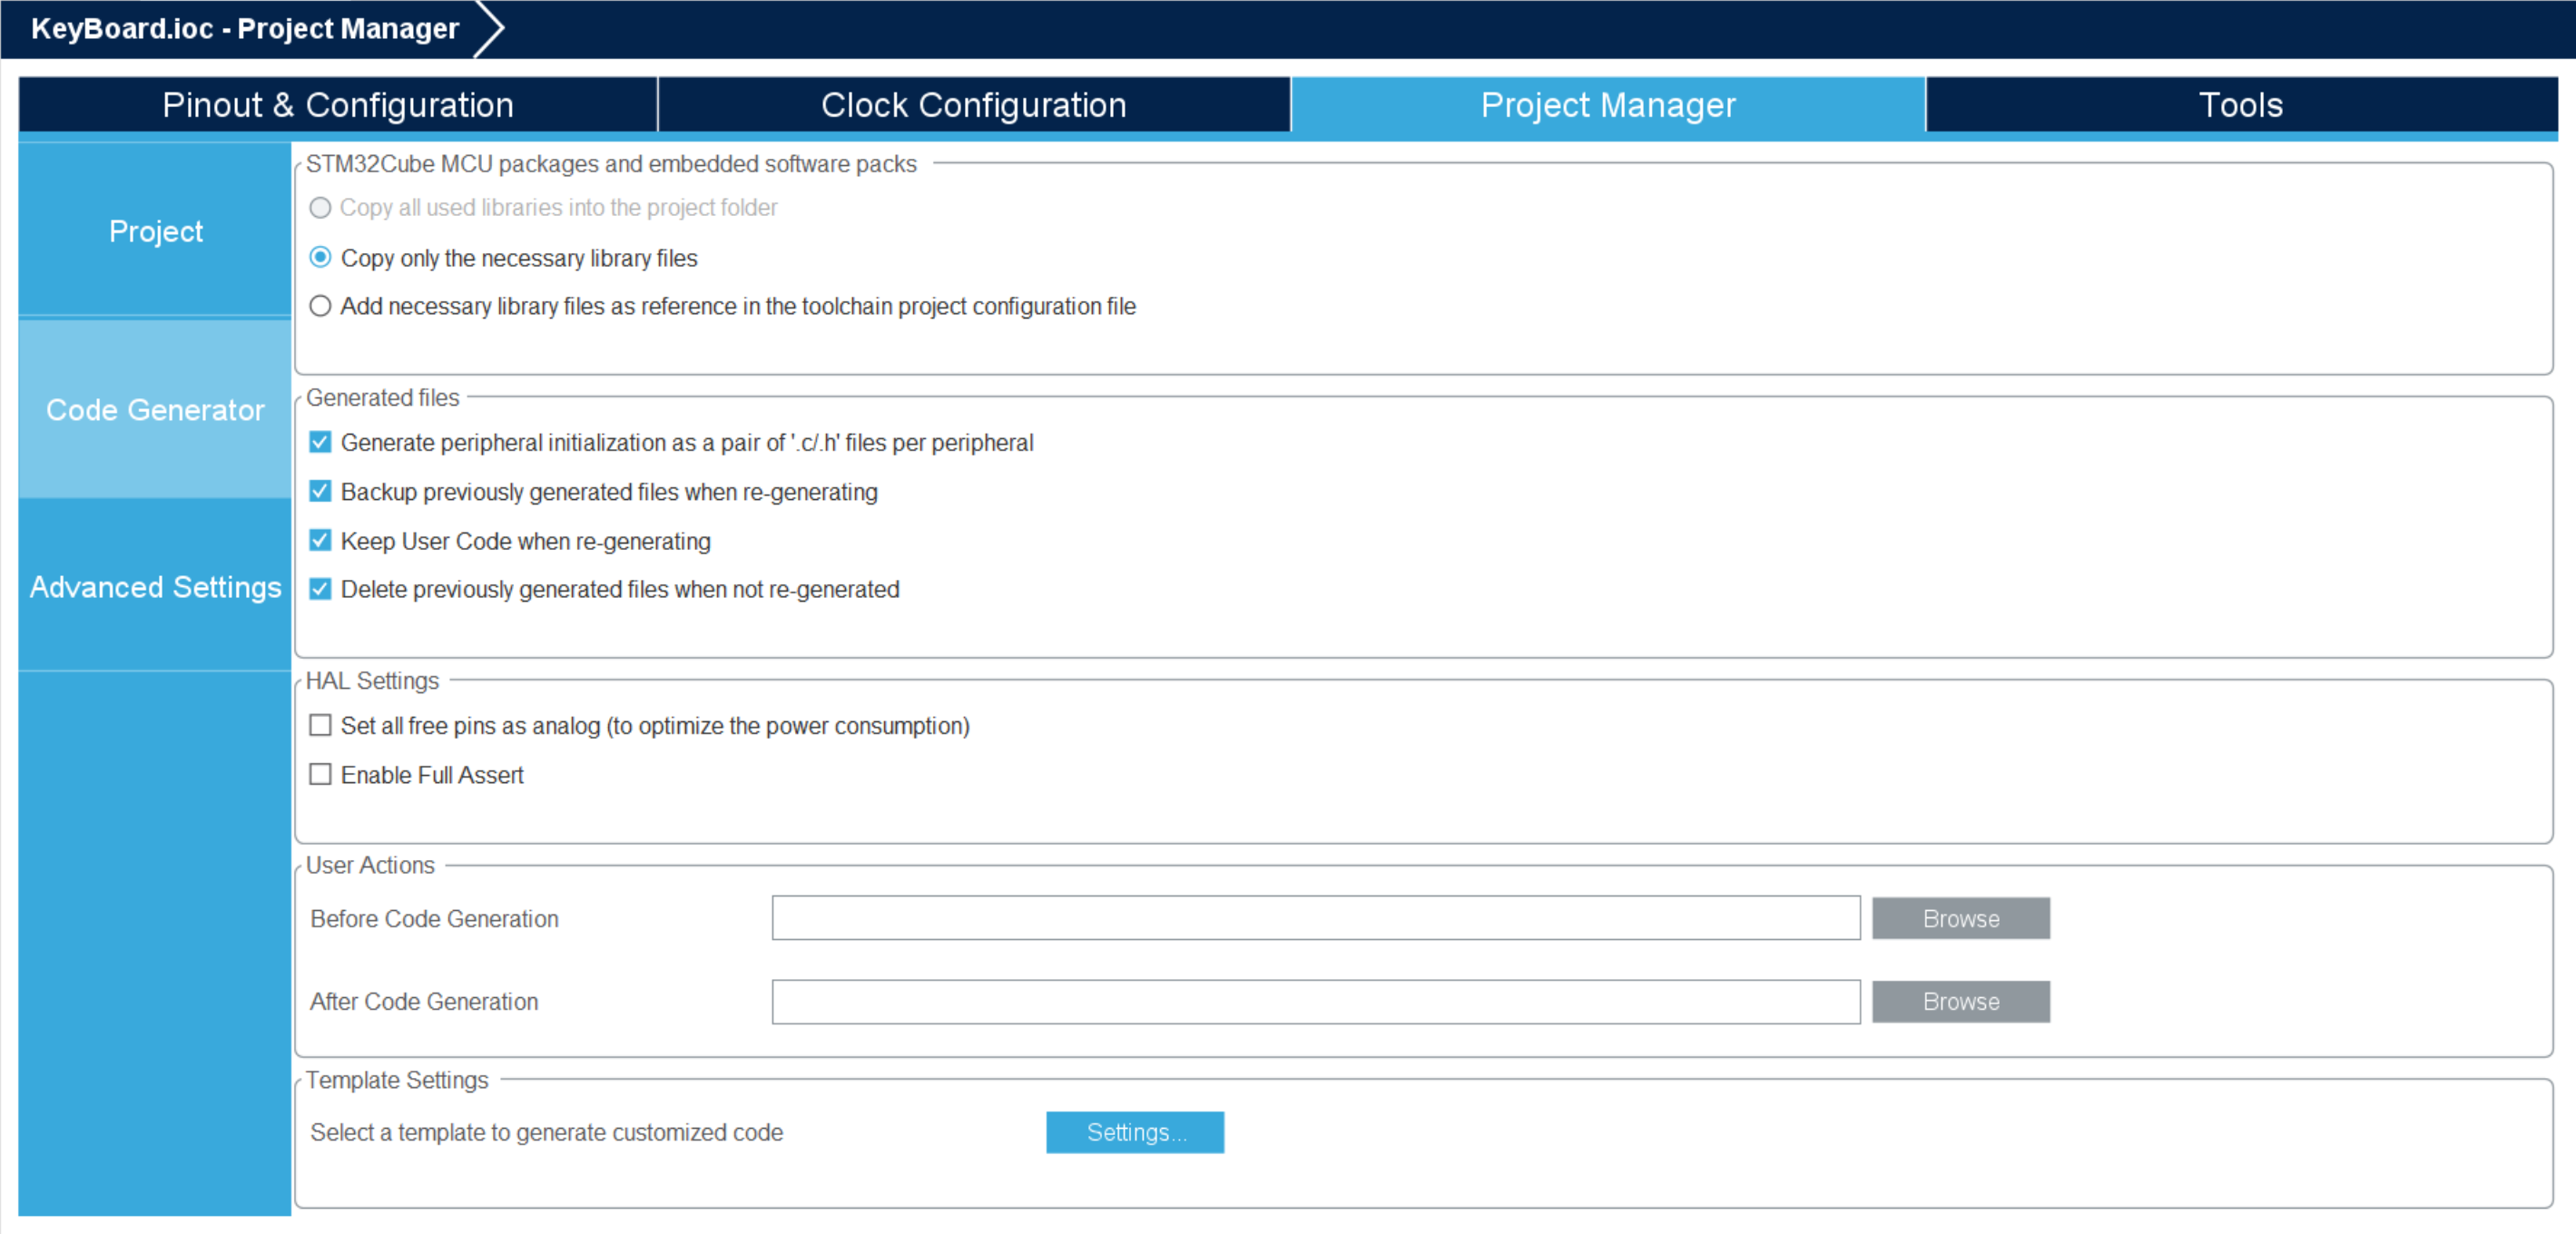 KeyBoard.ioc - Project Manager
Pinout & Configuration
Clock Configuration
Project Manager
Tools
Project
Code Generator
Advanced Settings
STM32Cube MCU packages and embedded software packs
Copy all used libraries into the project folder
Copy only the necessary library files
Add necessary library files as reference in the toolchain project configuration file
Generated files
Generate peripheral initialization as a pair of '.c/.h' files per peripheral
Backup previously generated files when re-generating
Keep User Code when re-generating
Delete previously generated files when not re-generated
HAL Settings
Set all free pins as analog (to optimize the power consumption)
Enable Full Assert
User Actions
Before Code Generation
Browse
After Code Generation
Browse
Template Settings
Select a template to generate customized code
Settings...